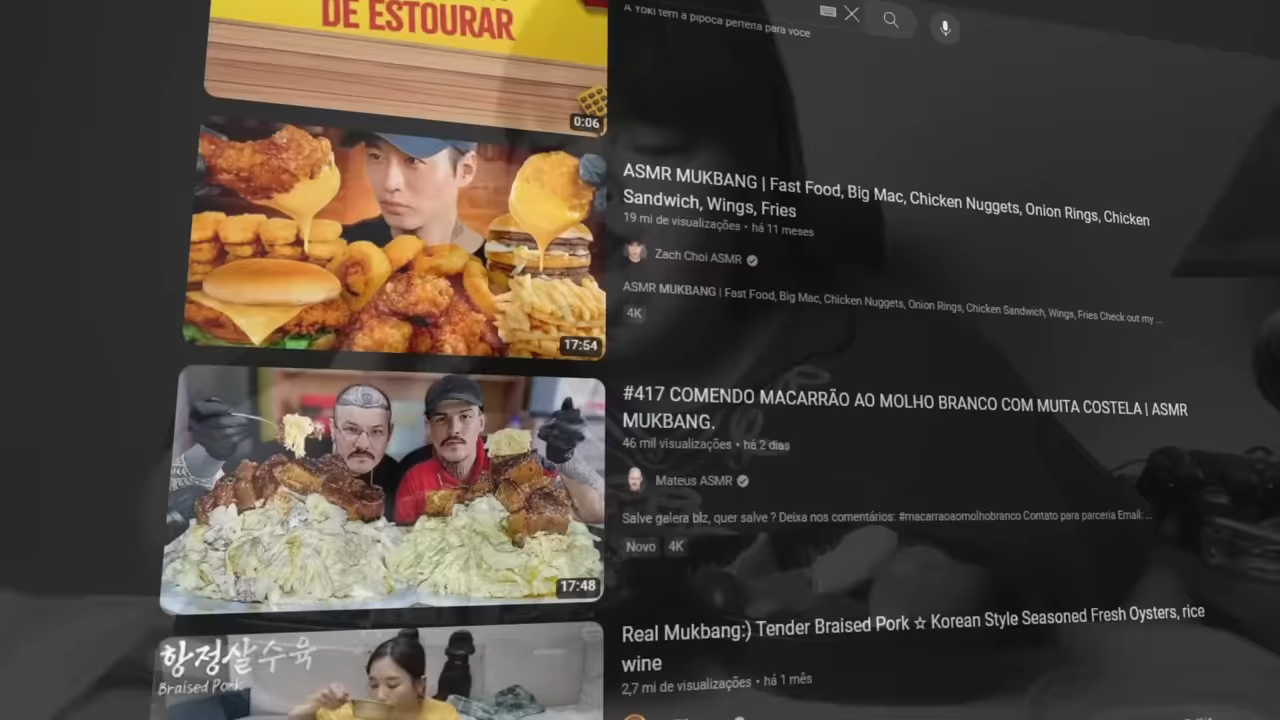 DE ESTOURAR
0:06
A Yoki tem a pipoca perfeita para você
ASMR MUKBANG | Fast Food, Big Mac, Chicken Nuggets, Onion Rings, Chicken
Sandwich, Wings, Fries
19 mi de visualizações • há 11 meses
Zach Choi ASMR
ASMR MUKBANG | Fast Food, Big Mac, Chicken Nuggets, Onion Rings, Chicken Sandwich, Wings, Fries Check out my ...
4K
17:54
#417 COMENDO MACARRÃO AO MOLHO BRANCO COM MUITA COSTELA | ASMR
MUKBANG.
46 mil visualizações • há 2 dias
Mateus ASMR
Salve galera blz, quer salve ? Deixa nos comentários: #macarraoaomolhobranco Contato para parceria Email: ...
Novo 4K
17:48
Real Mukbang:) Tender Braised Pork ☆ Korean Style Seasoned Fresh Oysters, rice
wine
2,7 mi de visualizações • há 1 mês
항정살수육
Braised Pork